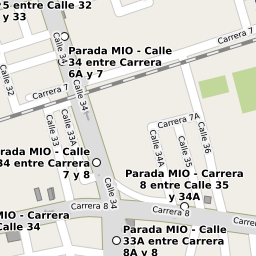 5 entre Calle 32
y 33
Calle 34
Parada MIO - Calle
34 entre Carrera
6A y 7
Carrera 7
Calle 32
Carrera 7
Calle 34
Carrera 7A
Calle 33
Calle 33A
Calle 34A
Calle 35
Calle 36
Parada MIO - Calle
34 entre Carrera
7 y 8
Parada MIO - Carrera
8 entre Calle 35
y 34A
MIO - Carrera
Calle 34
Carrera 8
Calle 34
Carrera 8
Parada MIO - Calle
33A entre Carrera
8A y 8